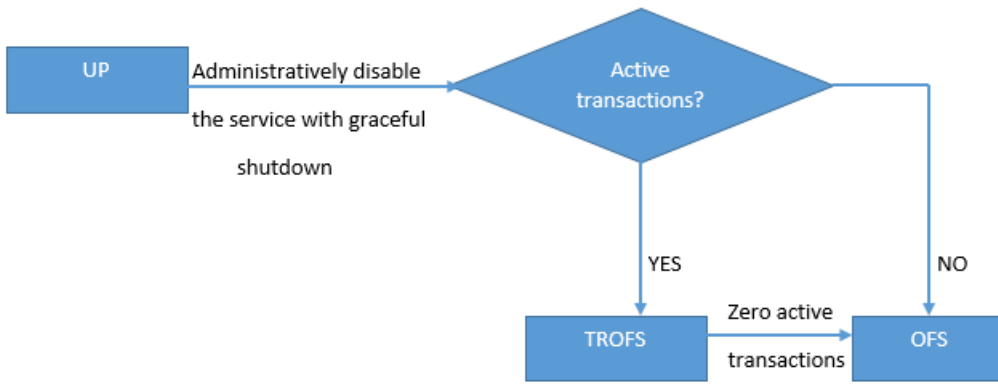 UP
Administratively disable
the service with graceful
shutdown
Active
transactions?
YES
NO
TROFS
Zero active
transactions
OFS